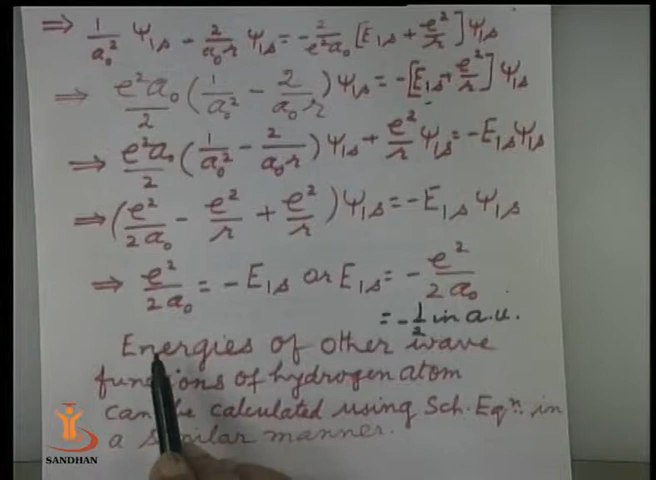 ⇒ 1/a₀² Ψ₁ₛ - 2/a₀r Ψ₁ₛ = -2/e²a₀ [E₁ₛ + e²/r] Ψ₁ₛ
⇒ e²a₀/2 (1/a₀² - 2/a₀r) Ψ₁ₛ = -[E₁ₛ + e²/r] Ψ₁ₛ
⇒ e²a₀/2 (1/a₀² - 2/a₀r) Ψ₁ₛ + e²/r Ψ₁ₛ = -E₁ₛΨ₁ₛ
⇒ (e²/2a₀ - e²/r + e²/r) Ψ₁ₛ = -E₁ₛ Ψ₁ₛ
⇒ e²/2a₀ = -E₁ₛ or E₁ₛ = - e²/2a₀
= -1/2 in a.u.
Energies of other wave
functions of hydrogen atom
can be calculated using Sch. Eqⁿ. in
a similar manner.
SANDHAN